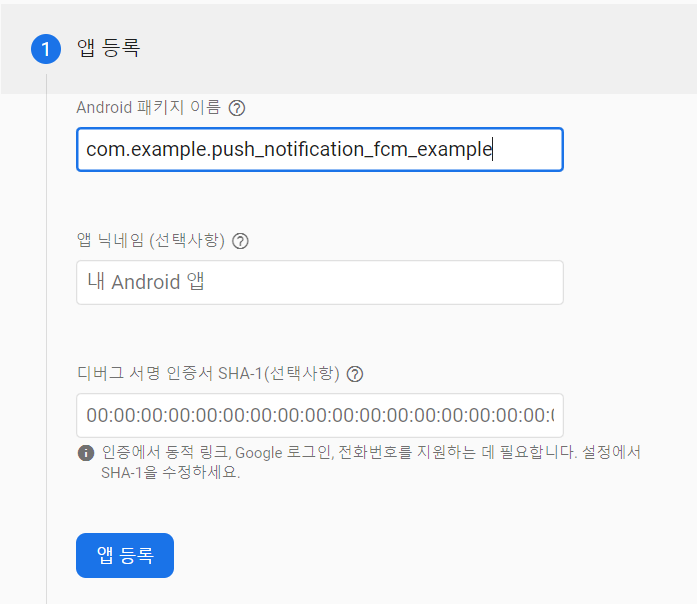 1 앱 등록
Android 패키지 이름
com.example.push_notification_fcm_example
앱 닉네임 (선택사항)
내 Android 앱
디버그 서명 인증서 SHA-1(선택사항)
00:00:00:00:00:00:00:00:00:00:00:00:00:00:00:00:00:(
인증에서 동적 링크, Google 로그인, 전화번호를 지원하는 데 필요합니다. 설정에서
SHA-1을 수정하세요.
앱 등록